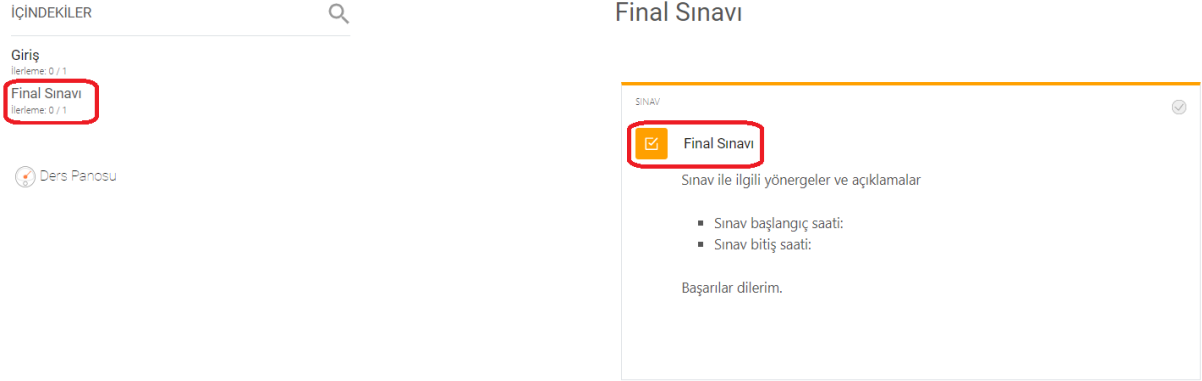 İÇİNDEKİLER
Giriş
İlerleme: 0 / 1
Final Sınavı
İlerleme: 0 / 1
Ders Panosu
Final Sınavı
SINAV
Final Sınavı
Sınav ile ilgili yönergeler ve açıklamalar
Sınav başlangıç saati:
Sınav bitiş saati:
Başarılar dilerim.